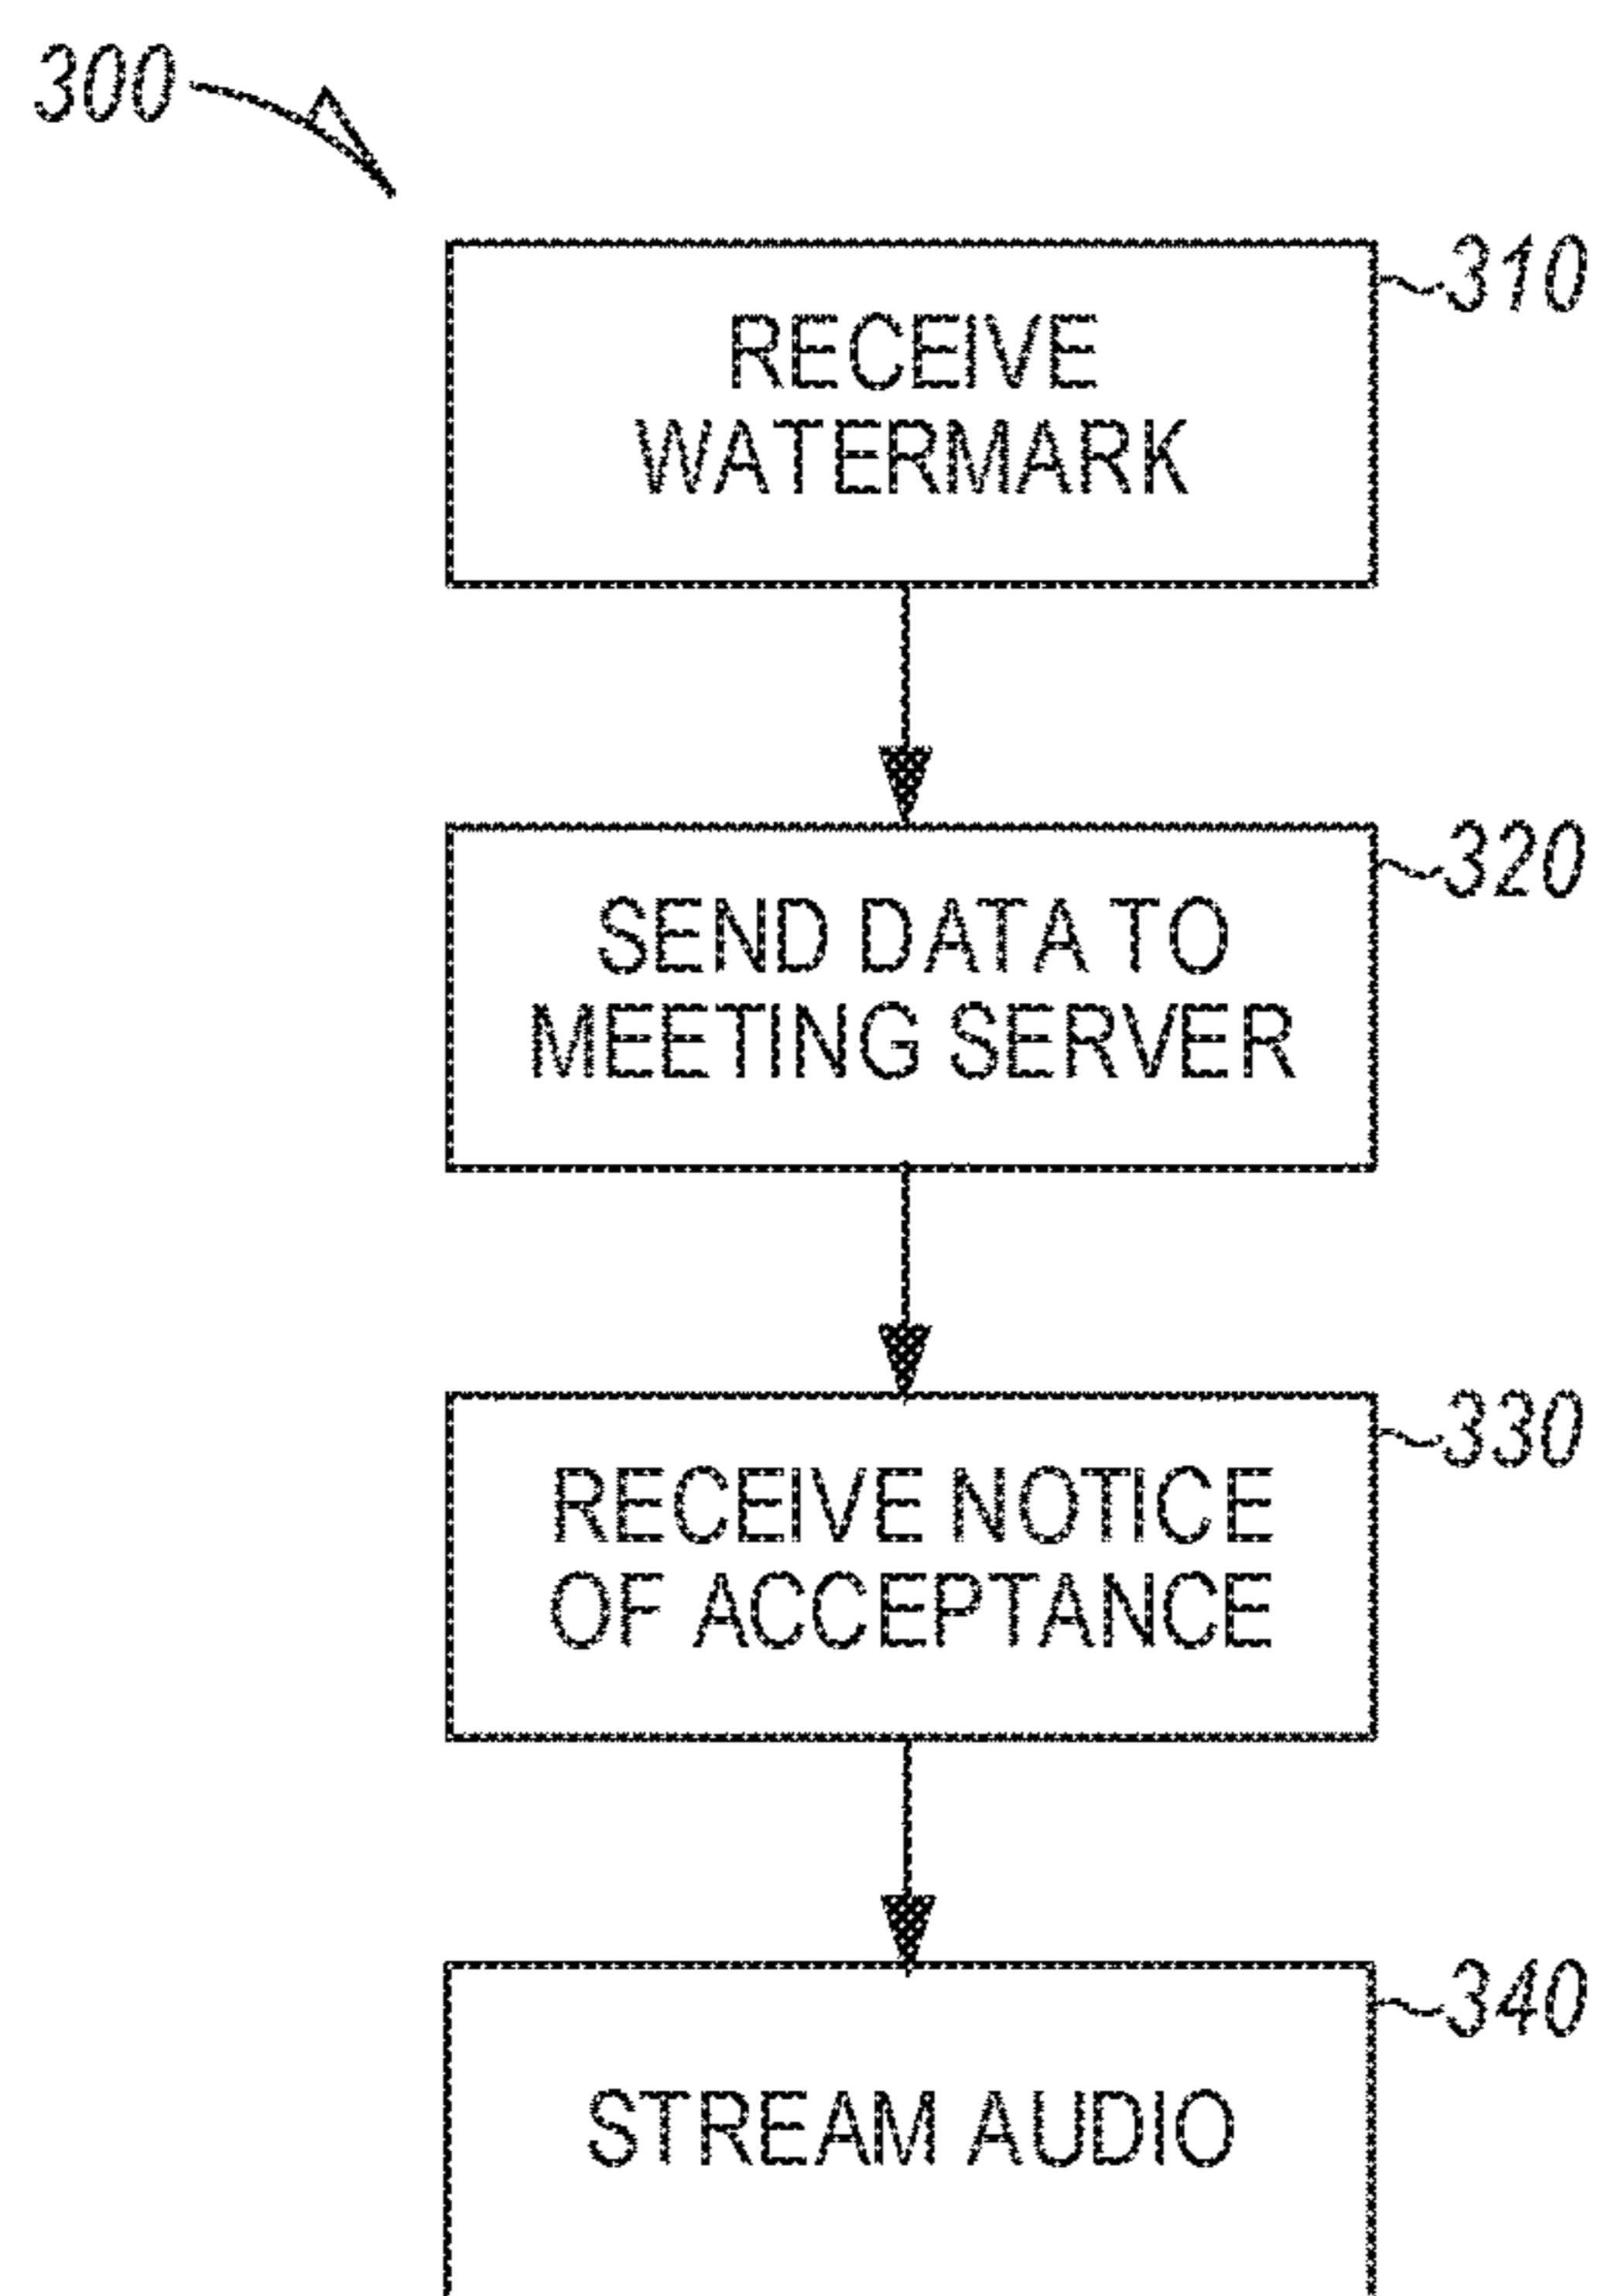 300
310
RECEIVE
WATERMARK
320
SEND DATA TO
MEETING SERVER
330
RECEIVE NOTICE
OF ACCEPTANCE
340
STREAM AUDIO